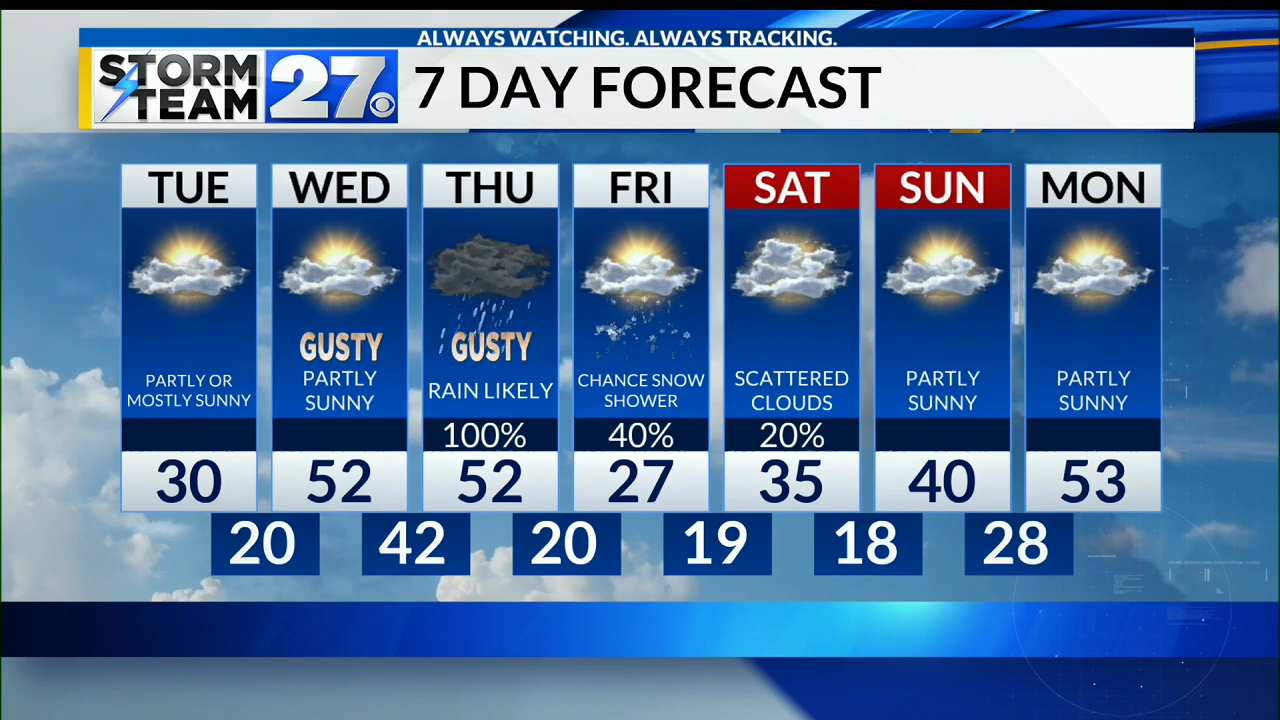 ALWAYS WATCHING. ALWAYS TRACKING.
STORM
TEAM
27
7 DAY FORECAST
TUE
WED
THU
FRI
SAT
SUN
MON
GUSTY
GUSTY
PARTLY OR
MOSTLY SUNNY
PARTLY
SUNNY
RAIN LIKELY
CHANCE SNOW
SHOWER
SCATTERED
CLOUDS
PARTLY
SUNNY
PARTLY
SUNNY
100%
40%
20%
30
52
52
27
35
40
53
20
42
20
19
18
28